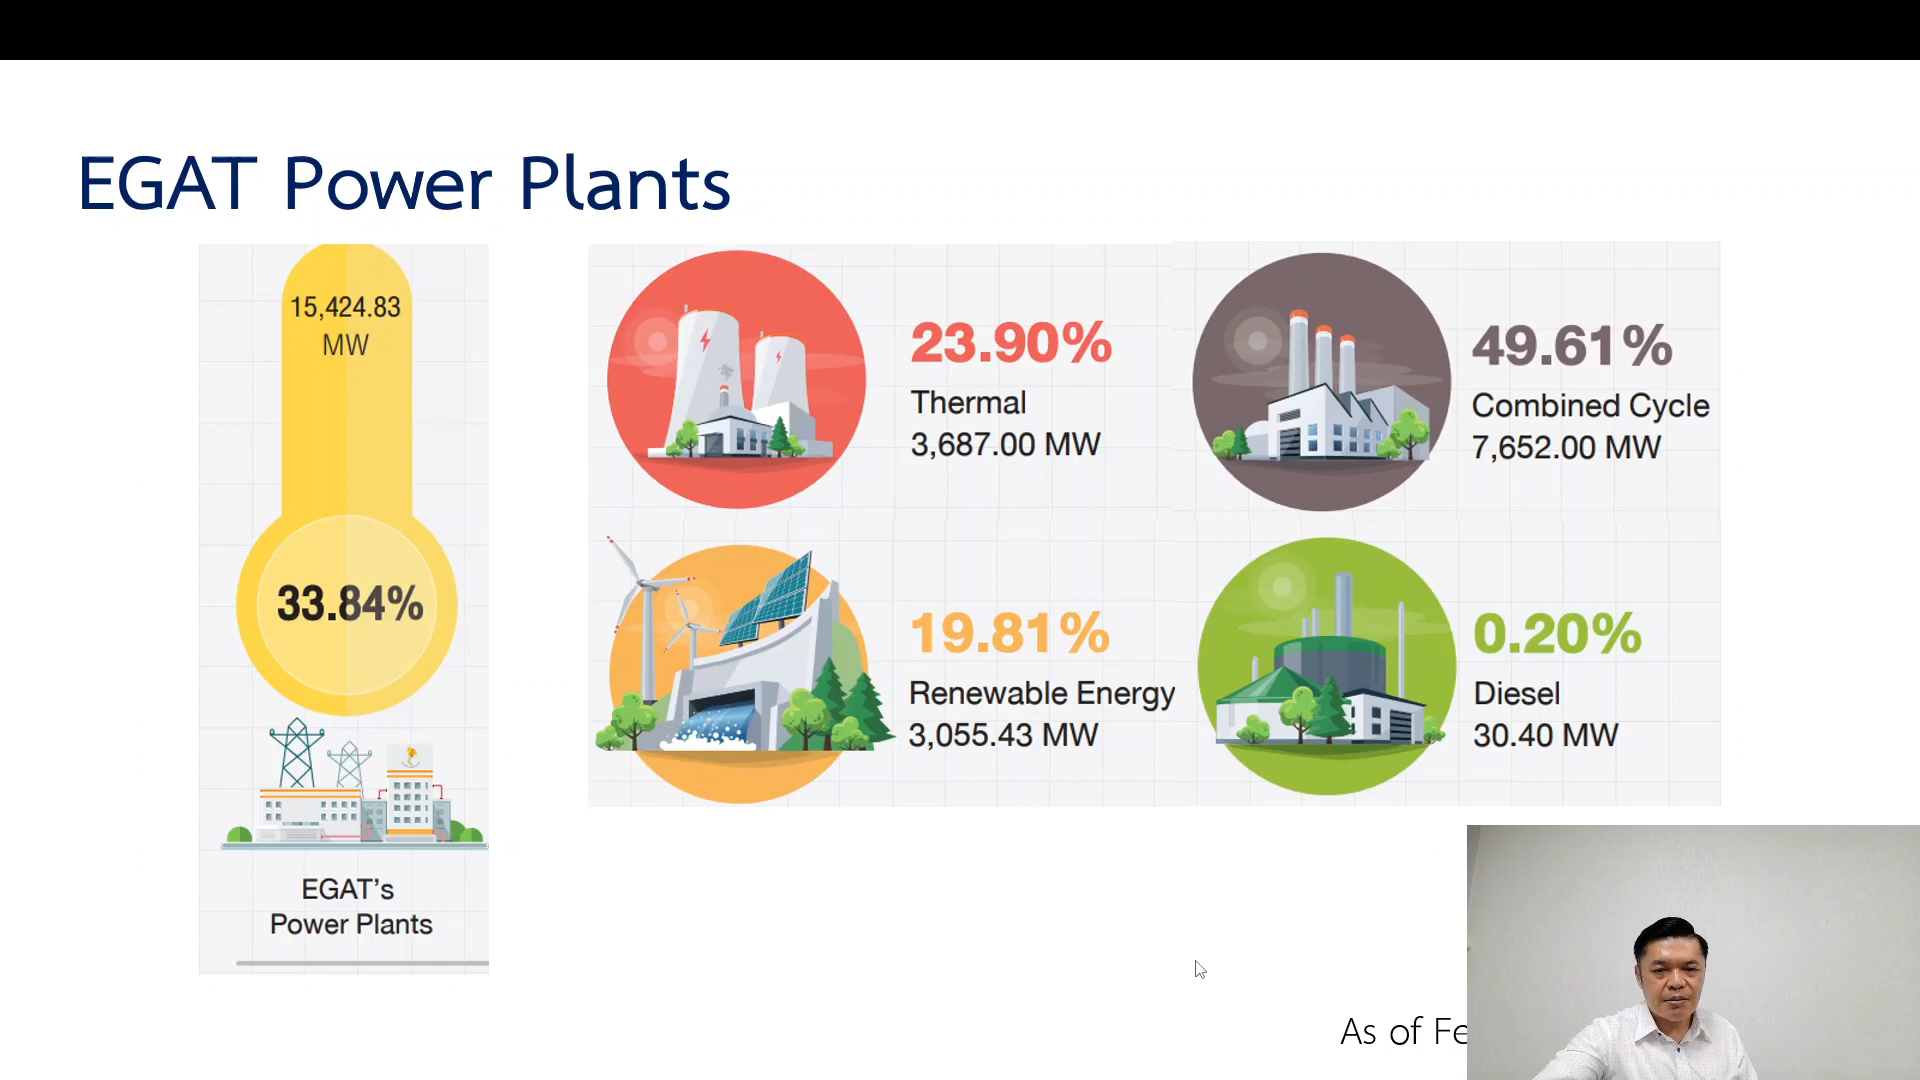 EGAT Power Plants
15,424.83
MW
33.84%
EGAT's
Power Plants
23.90%
Thermal
3,687.00 MW
49.61%
Combined Cycle
7,652.00 MW
19.81%
Renewable Energy
3,055.43 MW
0.20%
Diesel
30.40 MW
As of